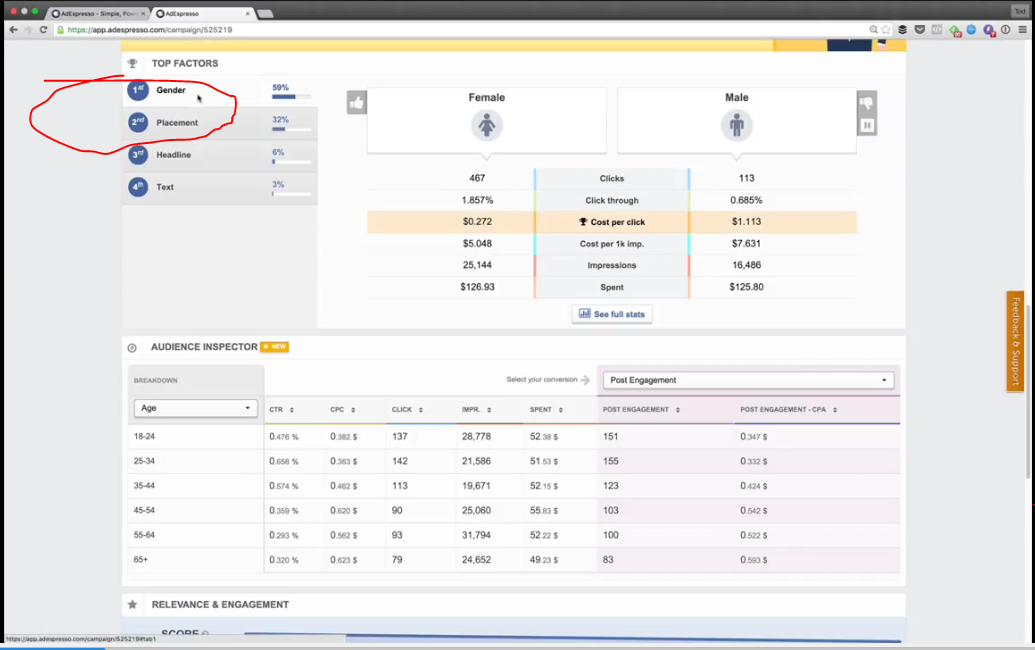 AdEspresso - Simple, Pow
AdEspresso
Tod
https://app.adespresso.com/campaign/525219
TOP FACTORS
1st Gender 59%
2nd Placement 32%
3rd Headline 6%
4th Text 3%
Female Male
467 Clicks 113
1.857% Click through 0.685%
$0.272 Cost per click $1.113
$5.048 Cost per 1k imp. $7.631
25,144 Impressions 16,486
$126.93 Spent $125.80
See full stats
Feedback & Support
AUDIENCE INSPECTOR NEW
BREAKDOWN Select your conversion Post Engagement
Age CTR CPC CLICK IMPR. SPENT POST ENGAGEMENT POST ENGAGEMENT - CPA
18-24 0.476 % 0.382 $ 137 28,778 52.38 $ 151 0.347 $
25-34 0.658 % 0.363 $ 142 21,586 51.53 $ 155 0.332 $
35-44 0.574 % 0.462 $ 113 19,671 52.15 $ 123 0.424 $
45-54 0.359 % 0.620 $ 90 25,060 55.83 $ 103 0.542 $
55-64 0.293 % 0.562 $ 93 31,794 52.22 $ 100 0.522 $
65+ 0.320 % 0.623 $ 79 24,652 49.23 $ 83 0.593 $
RELEVANCE & ENGAGEMENT
SCORE
https://app.adespresso.com/campaign/525219#tab1